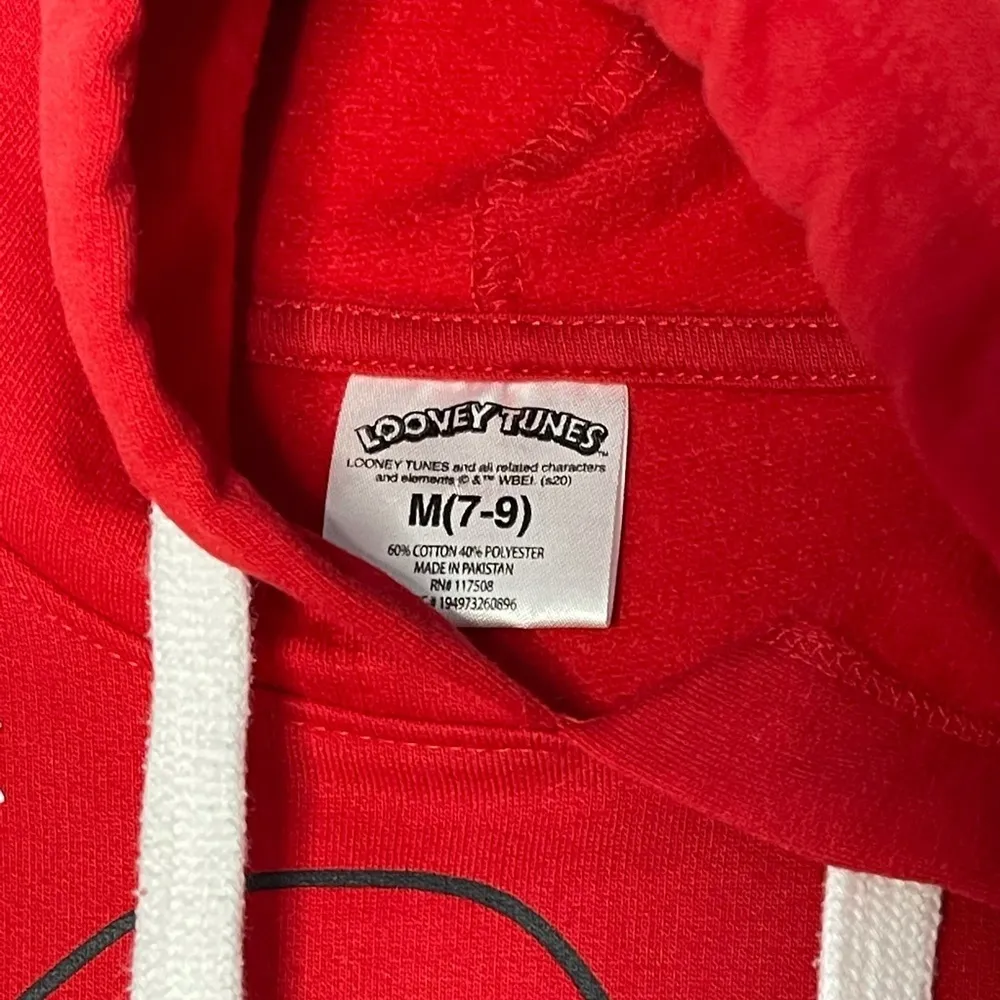 LOONEY TUNES™
LOONEY TUNES and all related characters
and elements © & ™ WBEI. (s20)
M(7-9)
60% COTTON 40% POLYESTER
MADE IN PAKISTAN
RN# 117508
# 194973260896